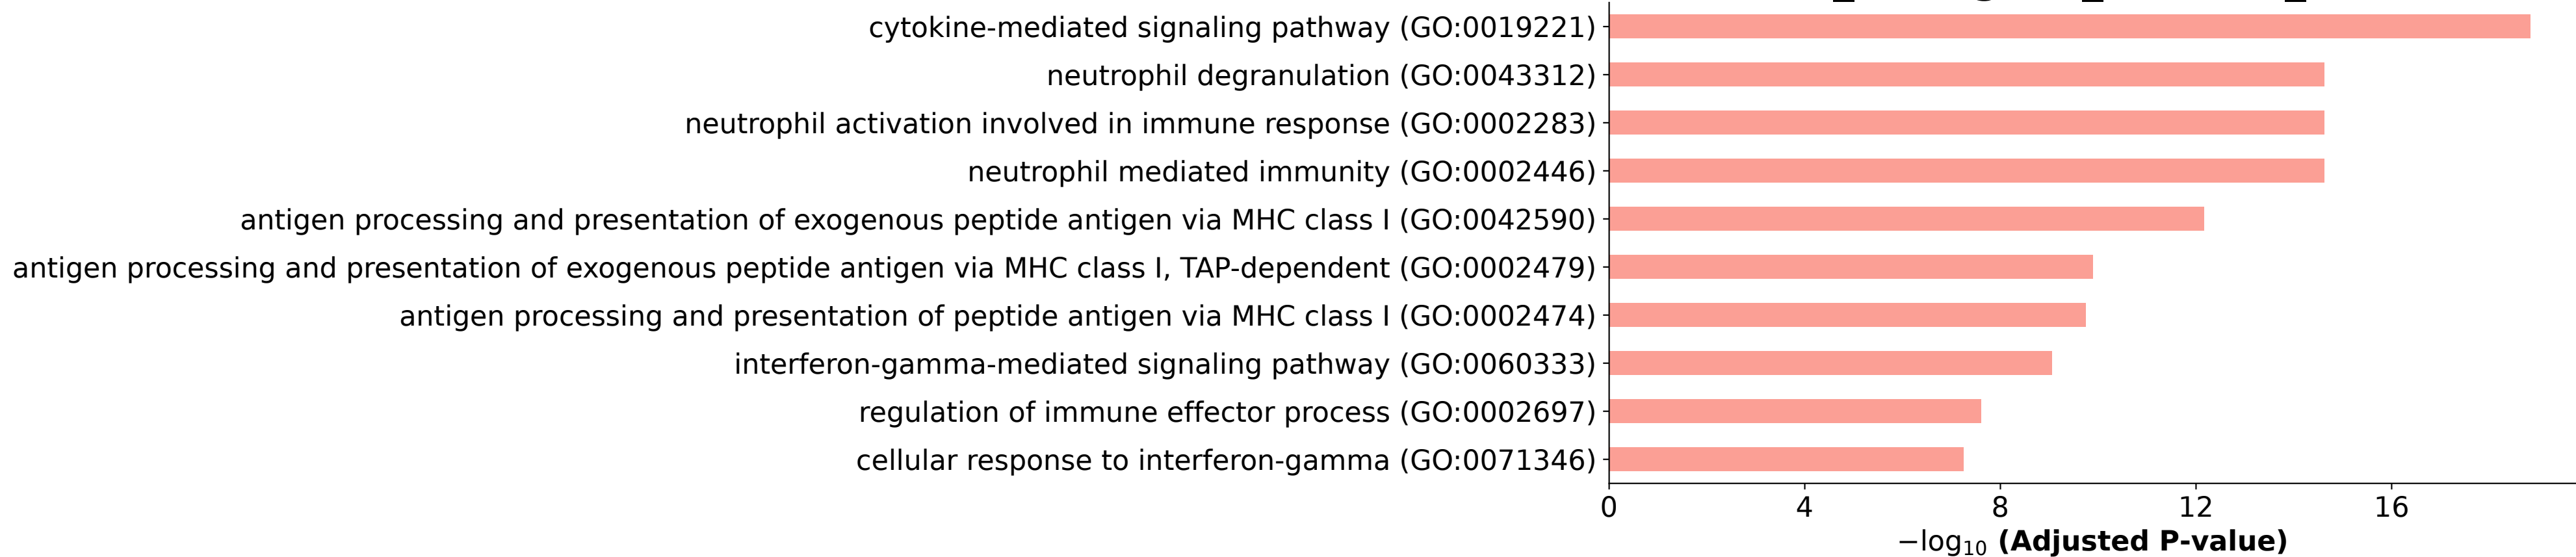 cytokine-mediated signaling pathway (GO:0019221)
neutrophil degranulation (GO:0043312)
neutrophil activation involved in immune response (GO:0002283)
neutrophil mediated immunity (GO:0002446)
antigen processing and presentation of exogenous peptide antigen via MHC class I (GO:0042590)
antigen processing and presentation of exogenous peptide antigen via MHC class I, TAP-dependent (GO:0002479)
antigen processing and presentation of peptide antigen via MHC class I (GO:0002474)
interferon-gamma-mediated signaling pathway (GO:0060333)
regulation of immune effector process (GO:0002697)
cellular response to interferon-gamma (GO:0071346)
0 4 8 12 16
−log₁₀ (Adjusted P-value)